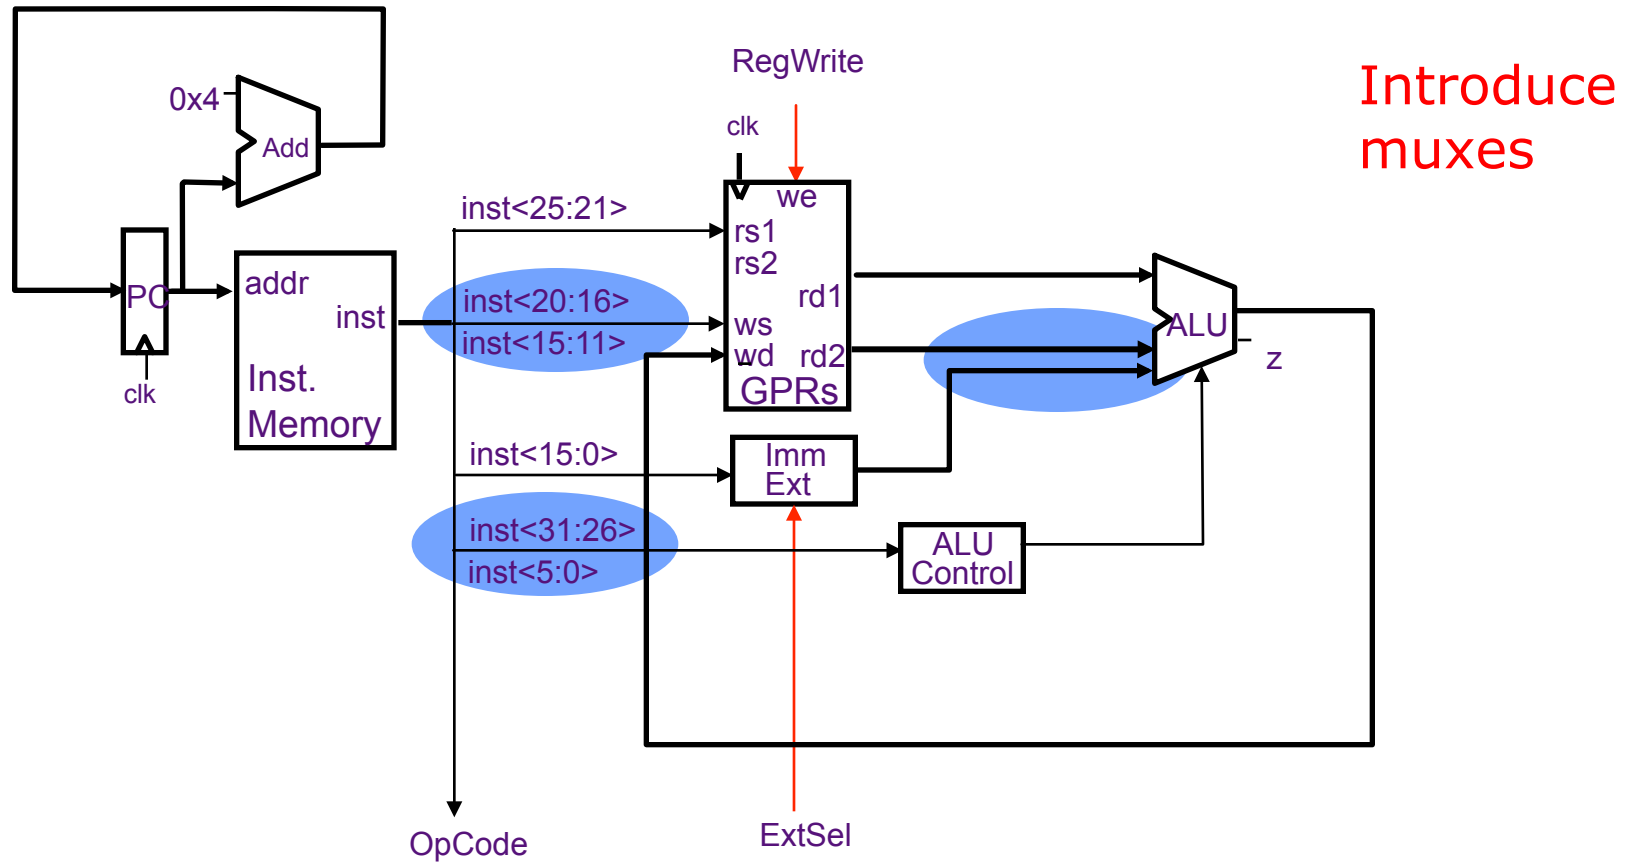 RegWrite
Introduce
muxes
0x4
Add
clk
we
inst<25:21>
rs1
rs2
PC
addr
inst
clk
Inst.
Memory
inst<20:16>
inst<15:11>
ws
wd
rd1
rd2
GPRs
ALU
z
inst<15:0>
Imm
Ext
inst<31:26>
inst<5:0>
ALU
Control
OpCode
ExtSel